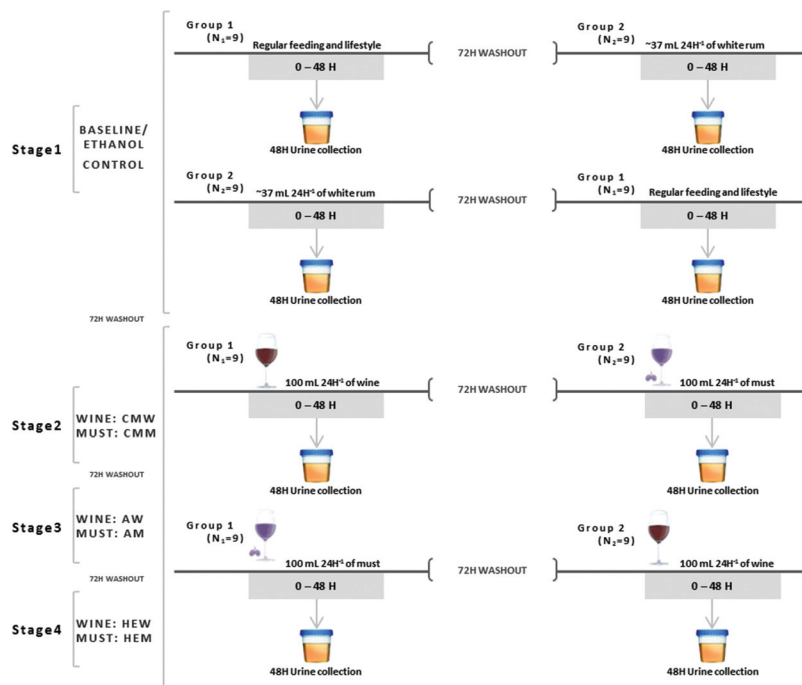 Group 1
(N₁=9)
Regular feeding and lifestyle
0 – 48 H
48H Urine collection
72H WASHOUT
Group 2
(N₂=9)
~37 mL 24H⁻¹ of white rum
0 – 48 H
48H Urine collection
Stage1
BASELINE/
ETHANOL
CONTROL
Group 2
(N₂=9)
~37 mL 24H⁻¹ of white rum
0 – 48 H
48H Urine collection
72H WASHOUT
Group 1
(N₁=9)
Regular feeding and lifestyle
0 – 48 H
48H Urine collection
72H WASHOUT
Group 1
(N₁=9)
100 mL 24H⁻¹ of wine
0 – 48 H
48H Urine collection
72H WASHOUT
Group 2
(N₂=9)
100 mL 24H⁻¹ of must
0 – 48 H
48H Urine collection
Stage2
WINE: CMW
MUST: CMM
72H WASHOUT
Stage3
WINE: AW
MUST: AM
72H WASHOUT
Group 1
(N₁=9)
100 mL 24H⁻¹ of must
0 – 48 H
48H Urine collection
72H WASHOUT
Group 2
(N₂=9)
100 mL 24H⁻¹ of wine
0 – 48 H
48H Urine collection
Stage4
WINE: HEW
MUST: HEM